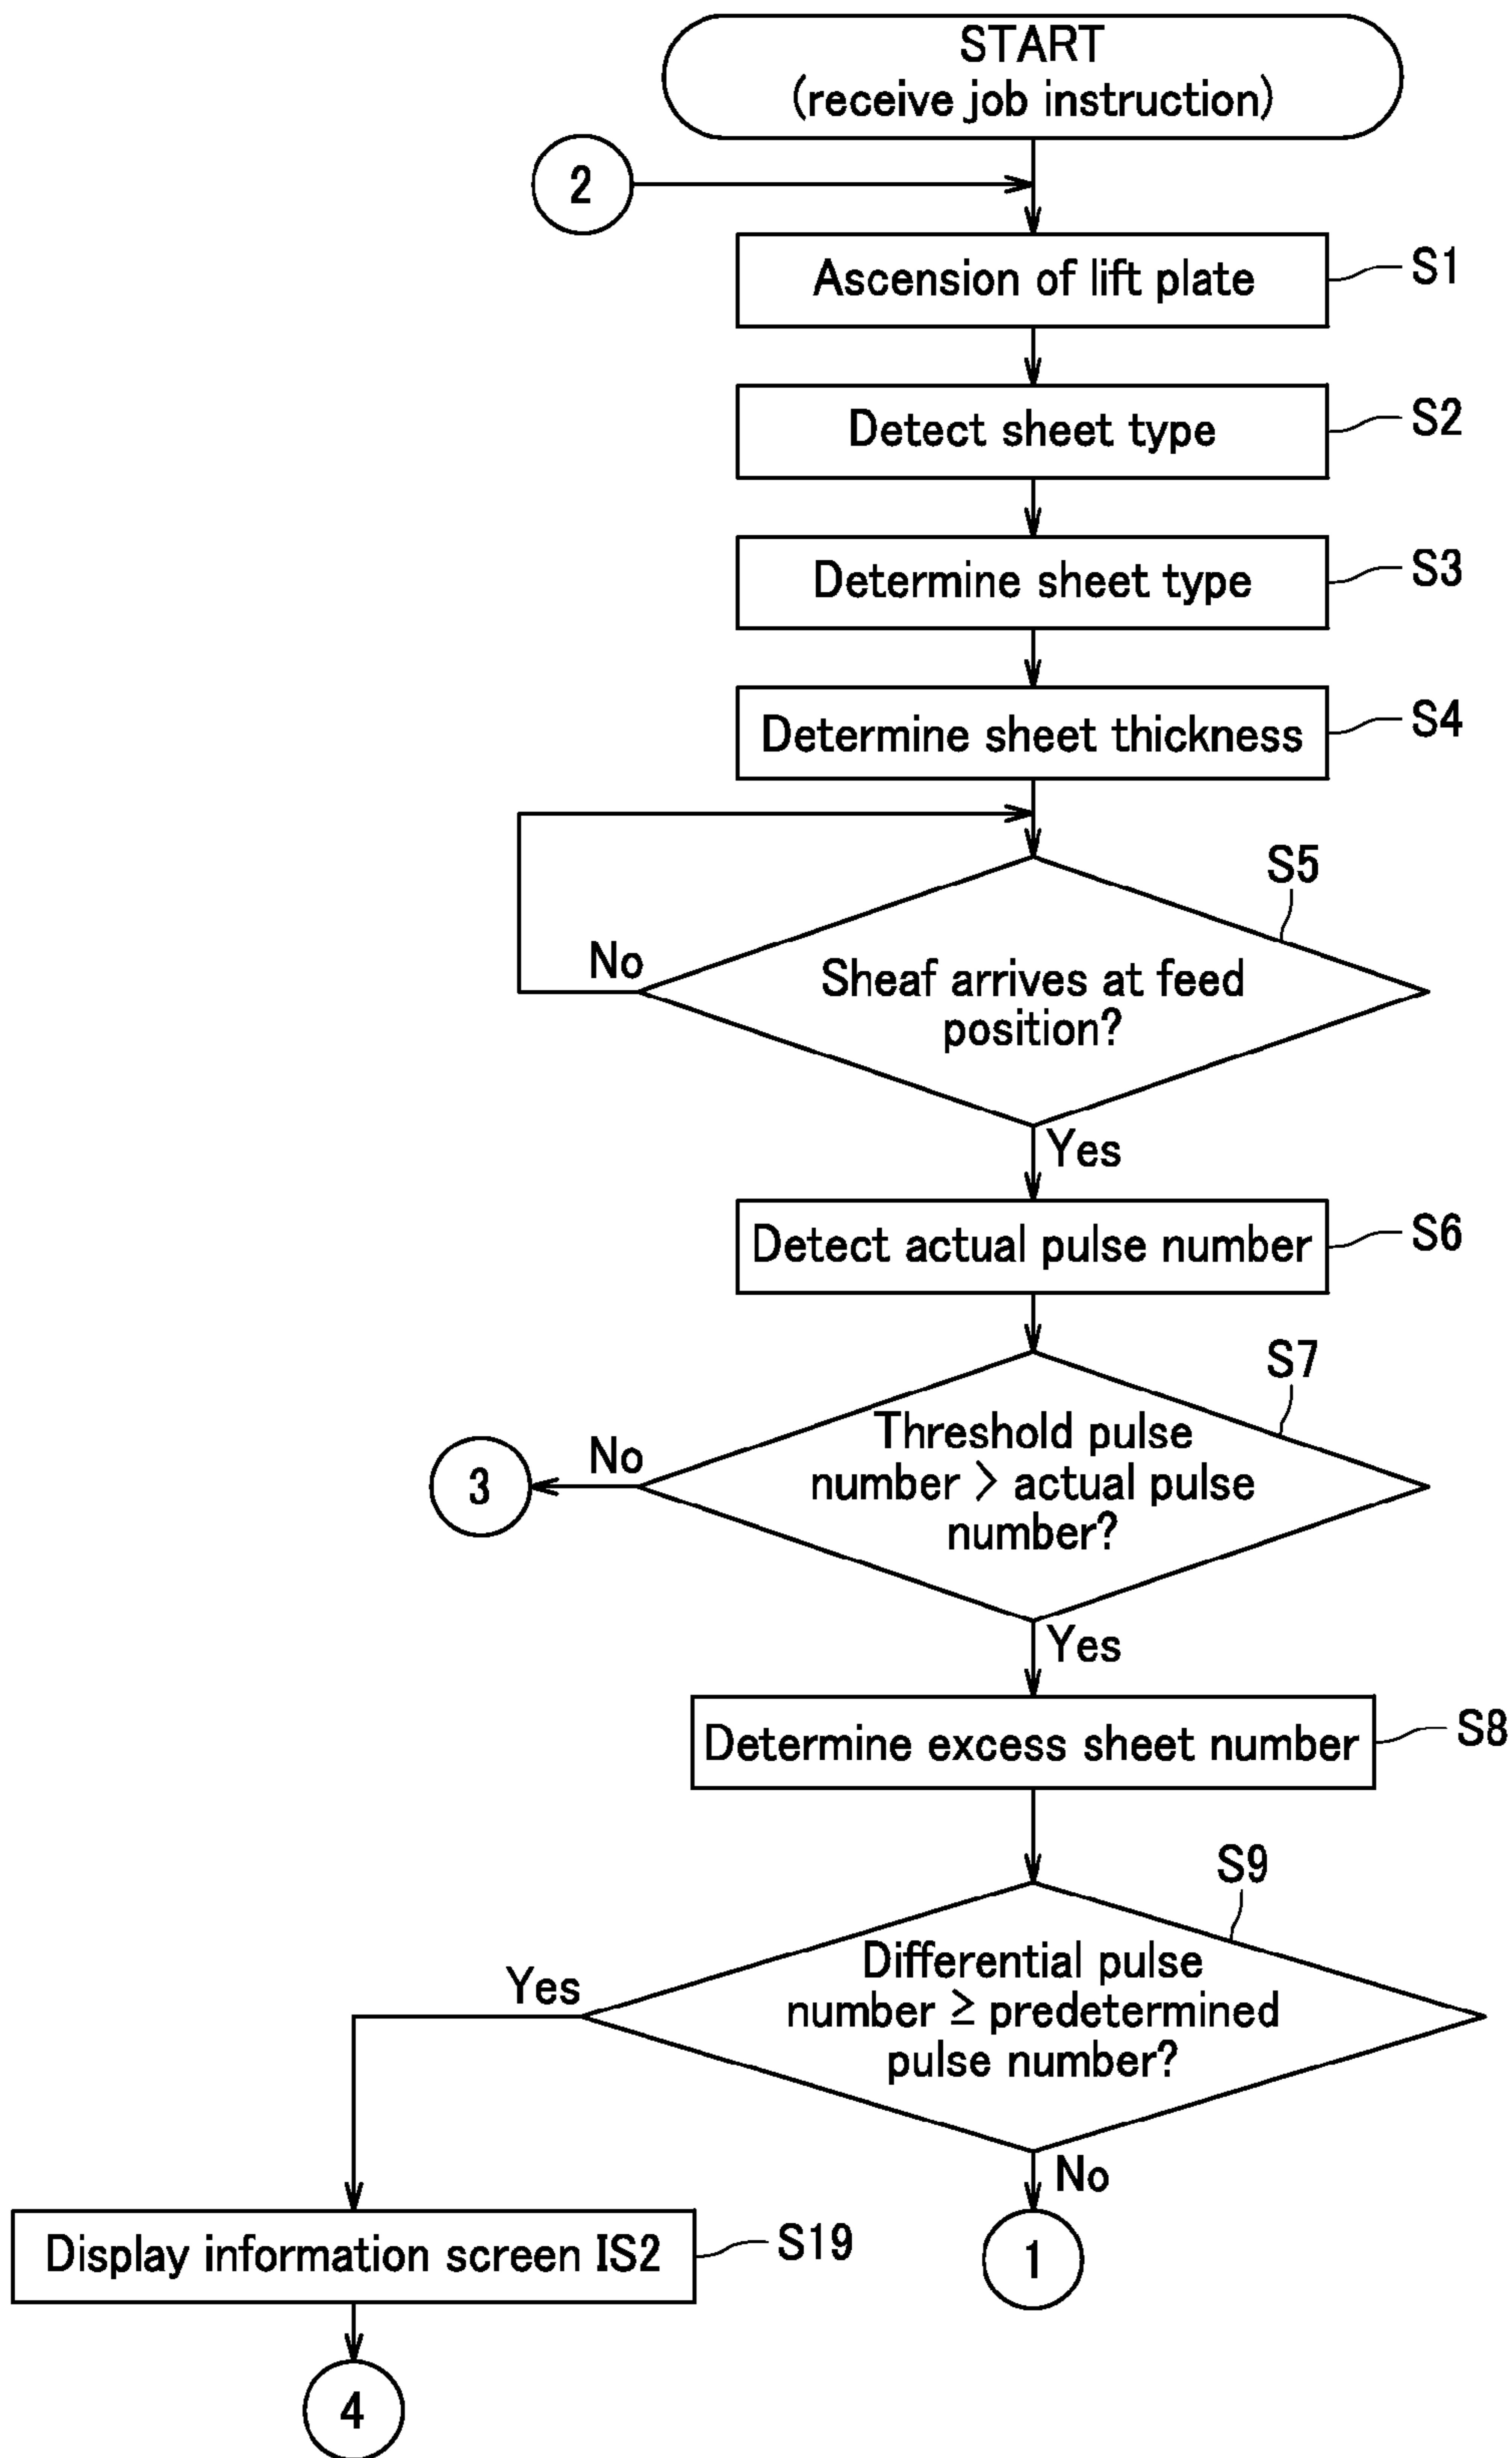 START
(receive job instruction)
2
Ascension of lift plate
S1
Detect sheet type
S2
Determine sheet type
S3
Determine sheet thickness
S4
S5
No
Sheaf arrives at feed
position?
Yes
Detect actual pulse number
S6
S7
3
No
Threshold pulse
number > actual pulse
number?
Yes
Determine excess sheet number
S8
S9
Yes
Differential pulse
number ≥ predetermined
pulse number?
No
Display information screen IS2
S19
1
4